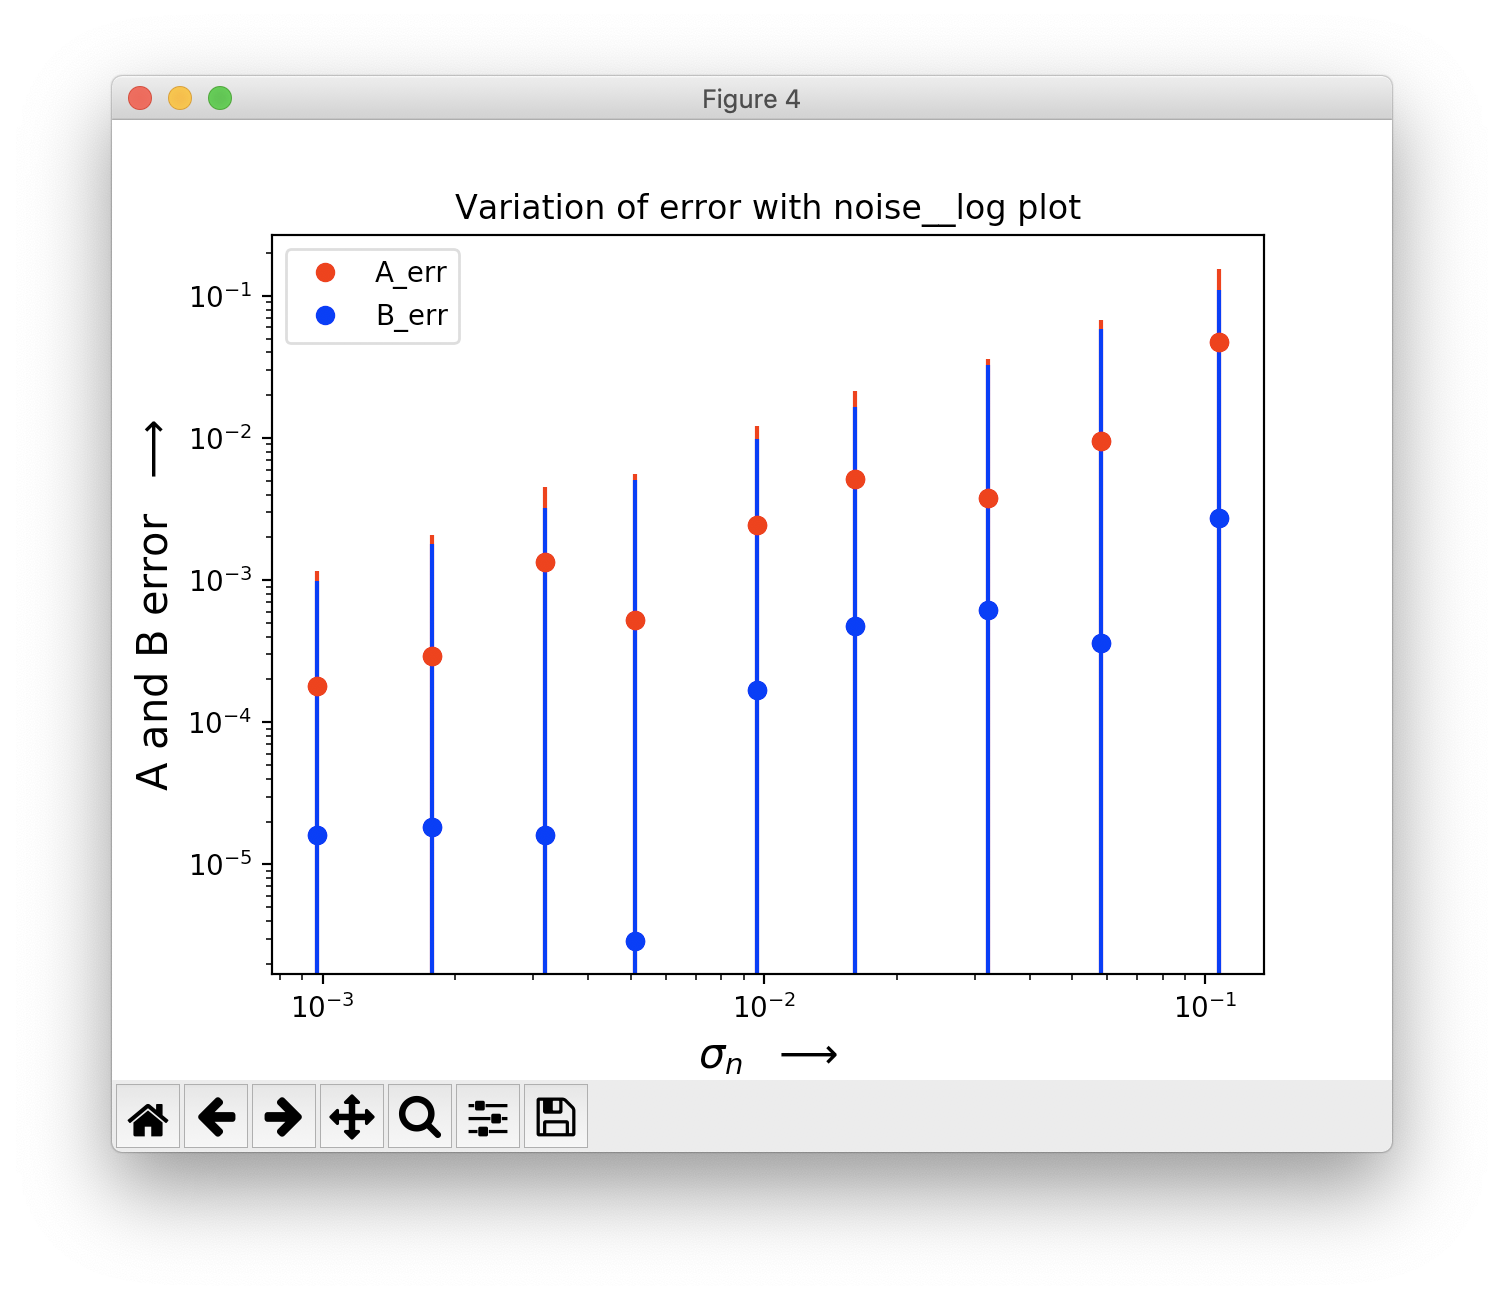 Figure 4
Variation of error with noise__log plot
A_err
B_err
10⁻¹
10⁻²
10⁻³
10⁻⁴
10⁻⁵
A and B error ⟶
10⁻³ 10⁻² 10⁻¹
σₙ ⟶